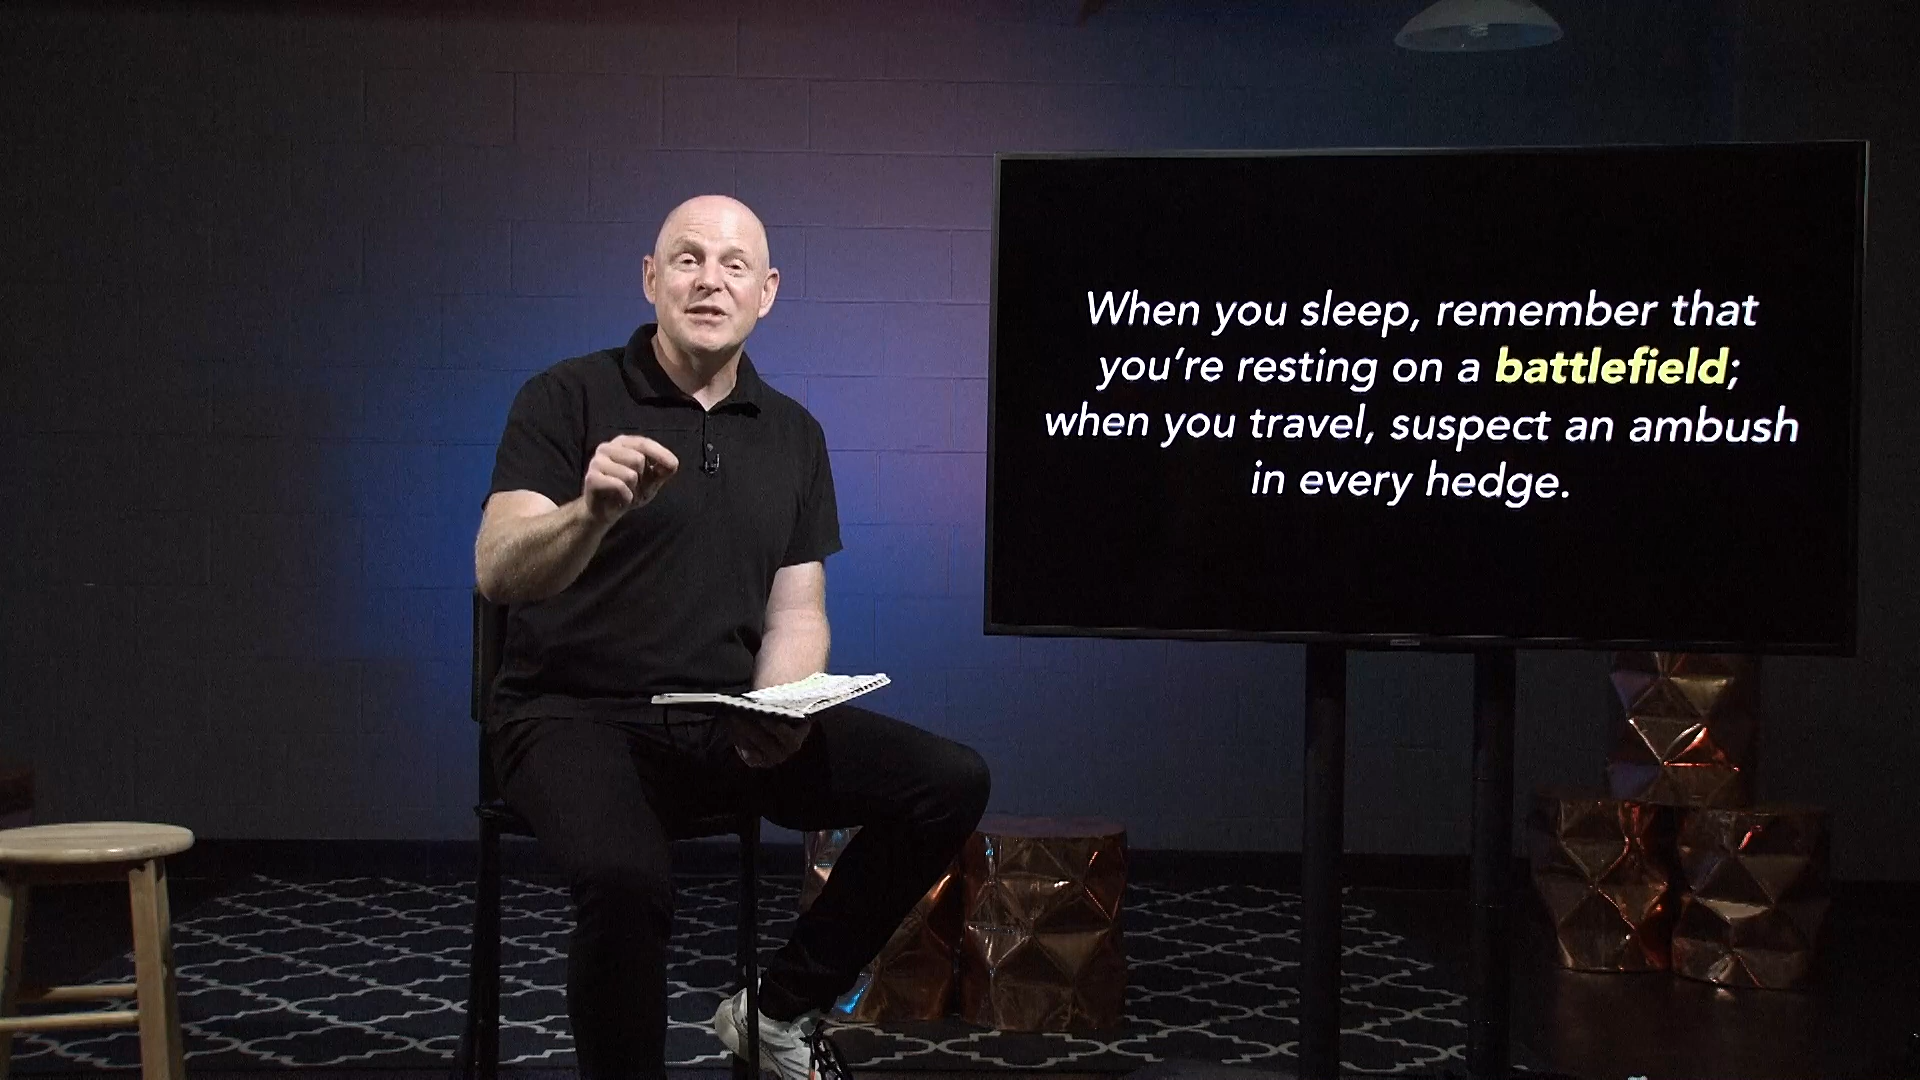 When you sleep, remember that
you're resting on a battlefield;
when you travel, suspect an ambush
in every hedge.